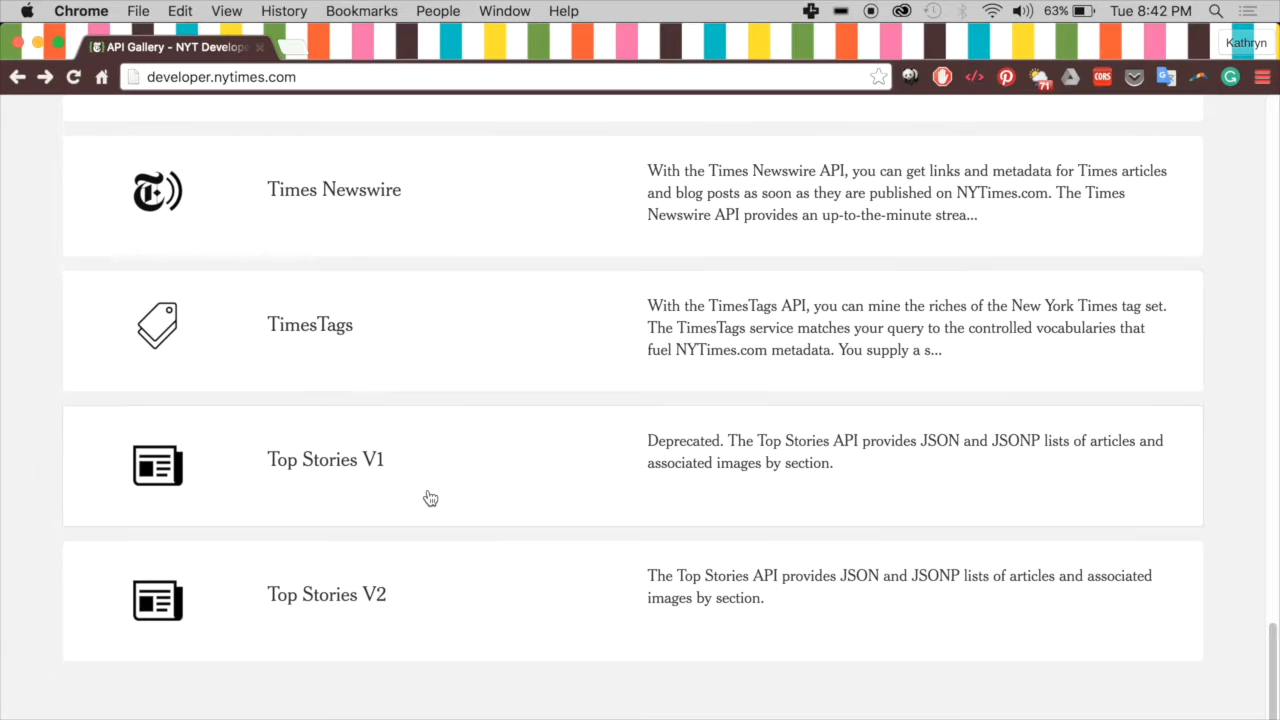 Chrome File Edit View History Bookmarks People Window Help 63% Tue 8:42 PM
API Gallery - NYT Develope Kathryn
developer.nytimes.com 71 CORS
Times Newswire
With the Times Newswire API, you can get links and metadata for Times articles
and blog posts as soon as they are published on NYTimes.com. The Times
Newswire API provides an up-to-the-minute strea...
TimesTags
With the TimesTags API, you can mine the riches of the New York Times tag set.
The TimesTags service matches your query to the controlled vocabularies that
fuel NYTimes.com metadata. You supply a s...
Top Stories V1
Deprecated. The Top Stories API provides JSON and JSONP lists of articles and
associated images by section.
Top Stories V2
The Top Stories API provides JSON and JSONP lists of articles and associated
images by section.